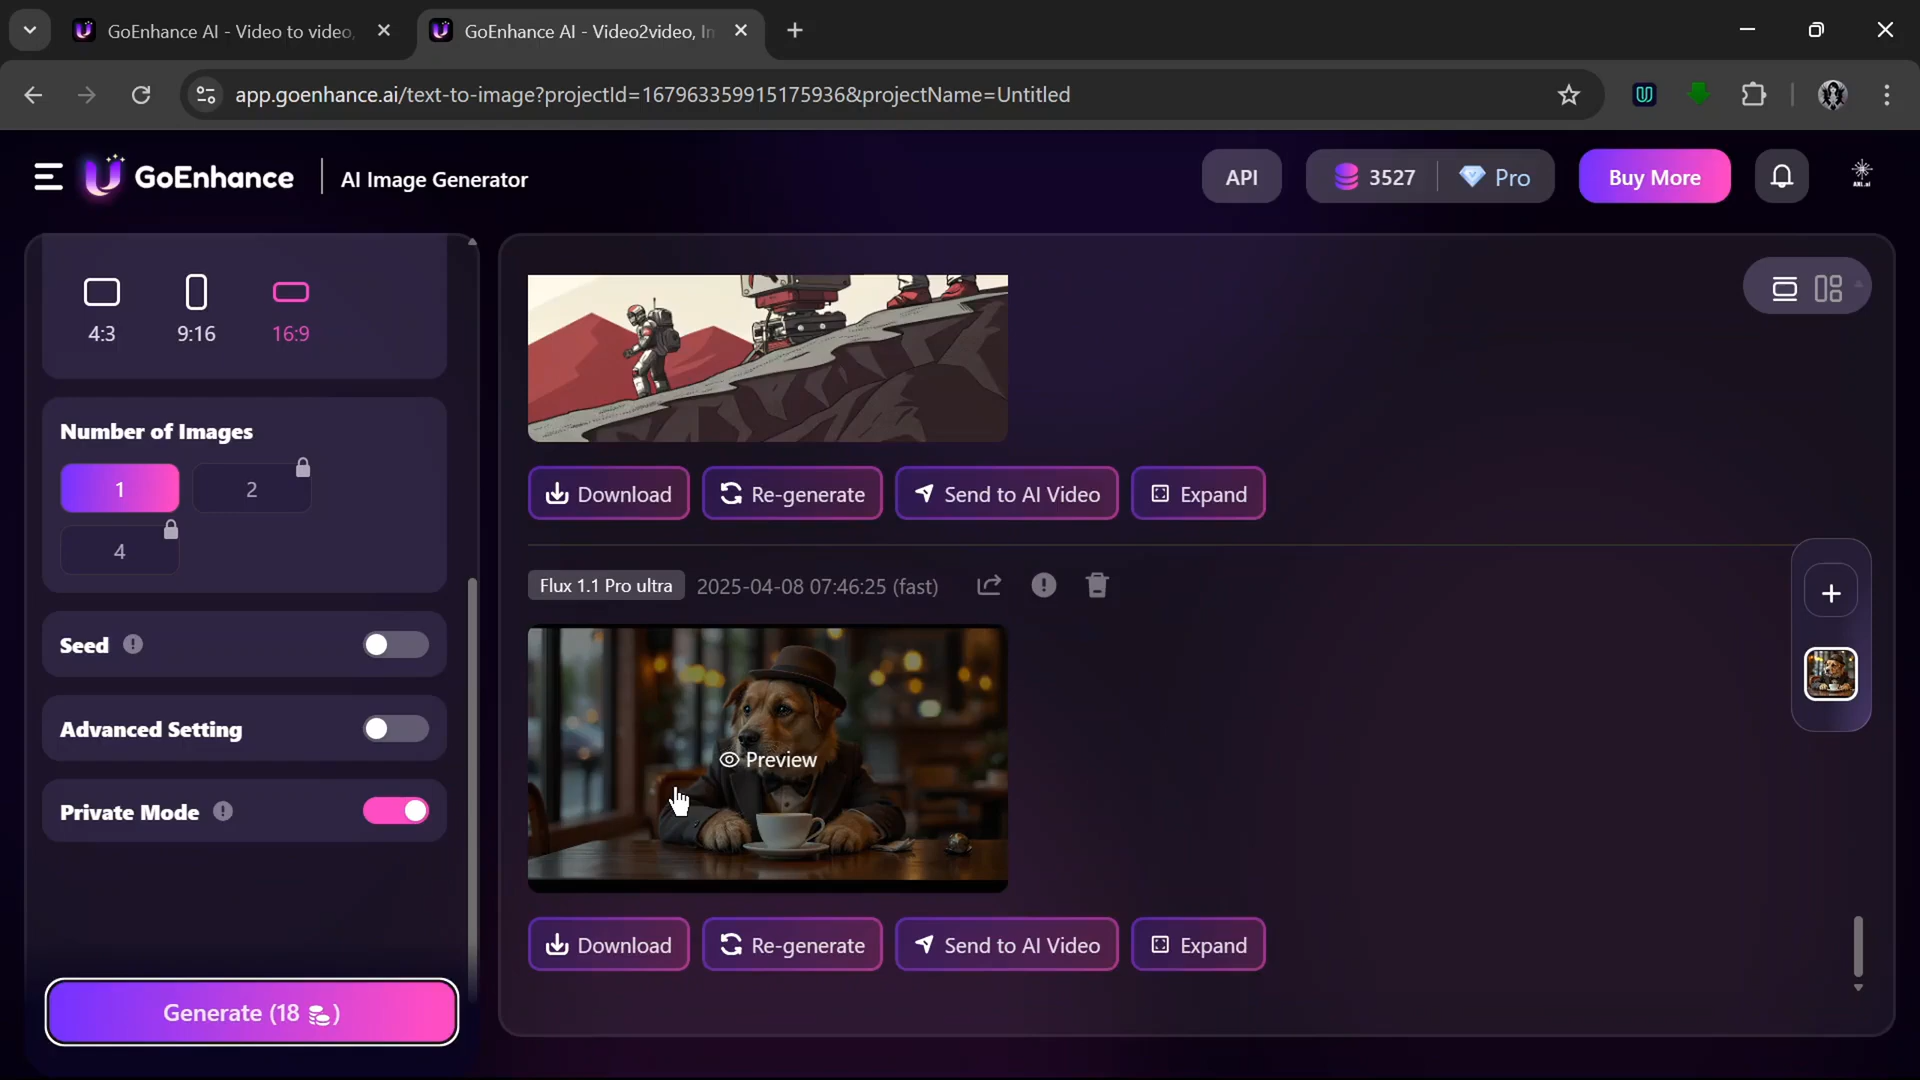 GoEnhance AI - Video to video,
GoEnhance AI - Video2video, In
app.goenhance.ai/text-to-image?projectId=167963359915175936&projectName=Untitled
GoEnhance
AI Image Generator
API
3527
Pro
Buy More
4:3
9:16
16:9
Number of Images
1
2
4
Seed
Advanced Setting
Private Mode
Generate (18 )
Download
Re-generate
Send to AI Video
Expand
Flux 1.1 Pro ultra
2025-04-08 07:46:25 (fast)
Preview
Download
Re-generate
Send to AI Video
Expand